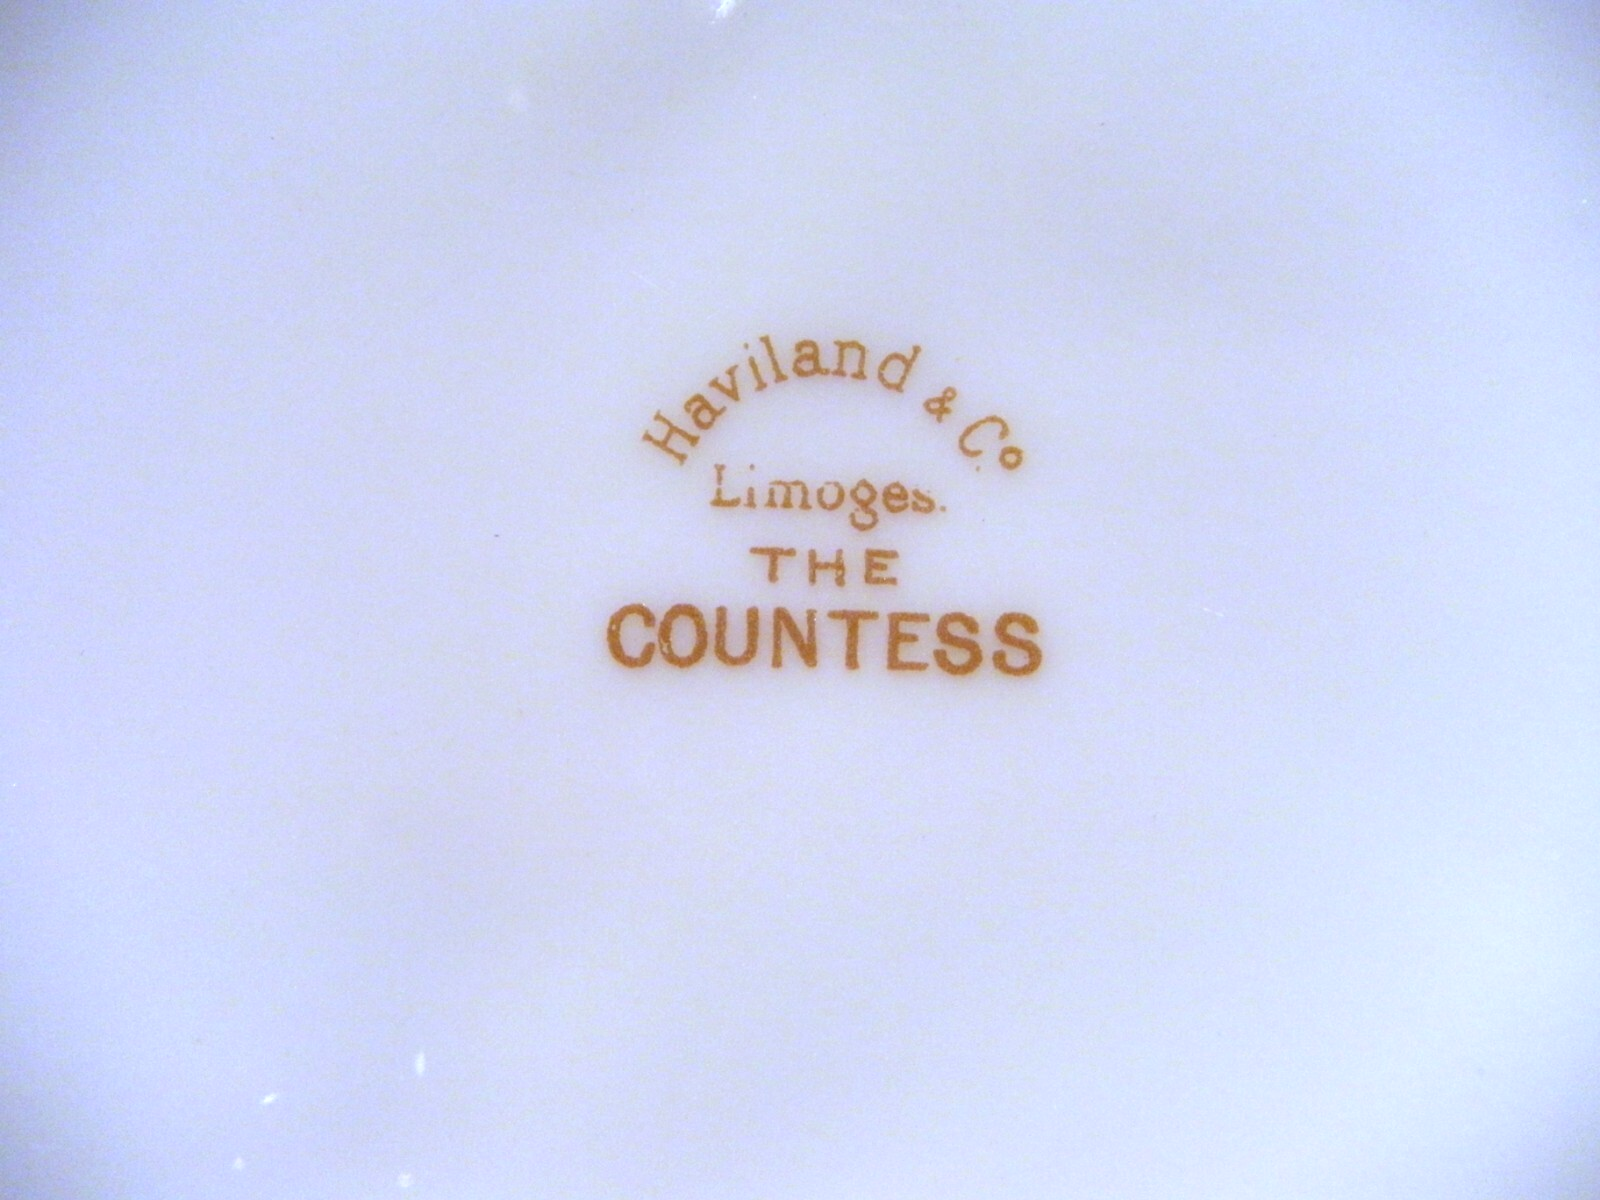 Haviland & Co
Limoges.
THE
COUNTESS